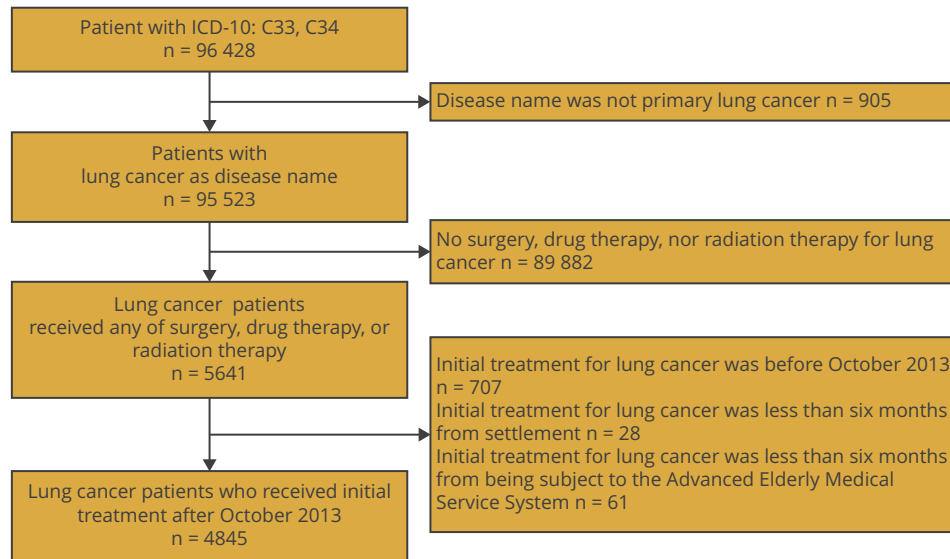 Patient with ICD-10: C33, C34
n = 96 428
Disease name was not primary lung cancer n = 905
Patients with
lung cancer as disease name
n = 95 523
No surgery, drug therapy, nor radiation therapy for lung
cancer n = 89 882
Lung cancer patients
received any of surgery, drug therapy, or
radiation therapy
n = 5641
Initial treatment for lung cancer was before October 2013
n = 707
Initial treatment for lung cancer was less than six months
from settlement n = 28
Initial treatment for lung cancer was less than six months
from being subject to the Advanced Elderly Medical
Service System n = 61
Lung cancer patients who received initial
treatment after October 2013
n = 4845